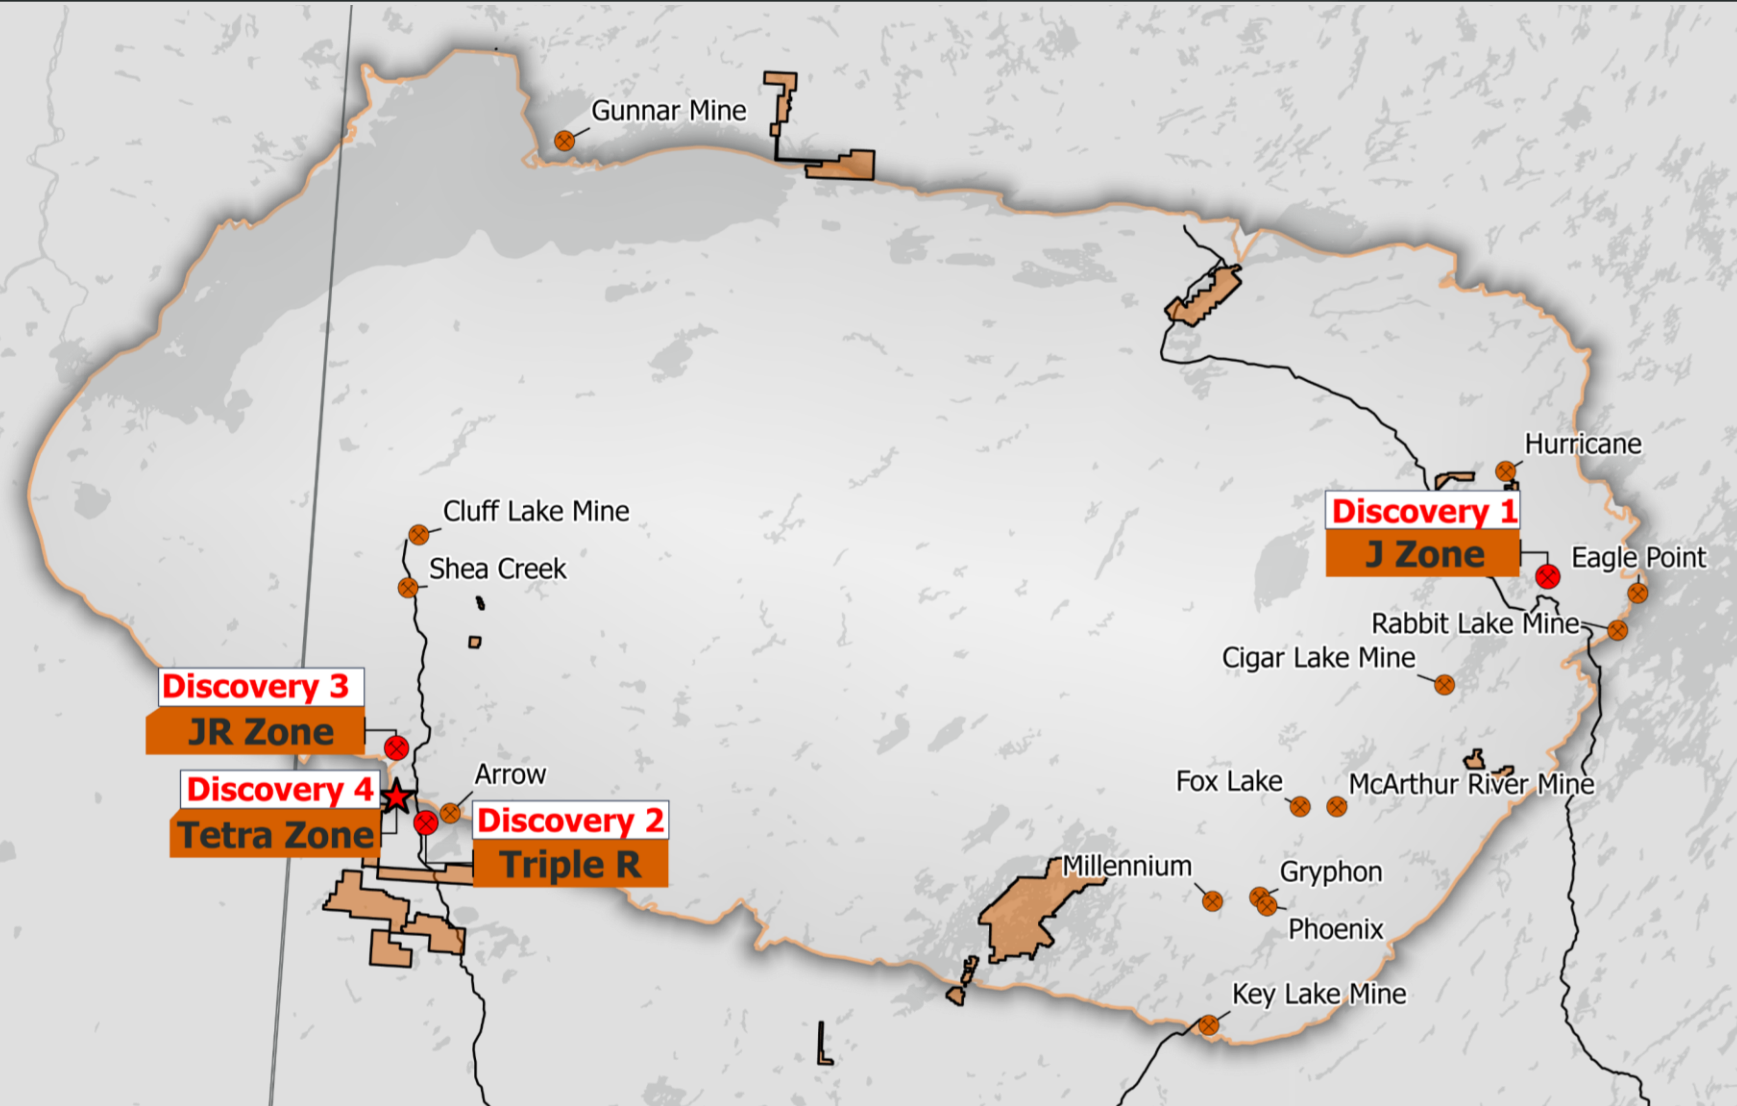 Gunnar Mine
Hurricane
Discovery 1
J Zone
Eagle Point
Cluff Lake Mine
Shea Creek
Rabbit Lake Mine
Cigar Lake Mine
Discovery 3
JR Zone
Discovery 4
Tetra Zone
Arrow
Discovery 2
Triple R
Fox Lake
McArthur River Mine
Millennium
Gryphon
Phoenix
Key Lake Mine